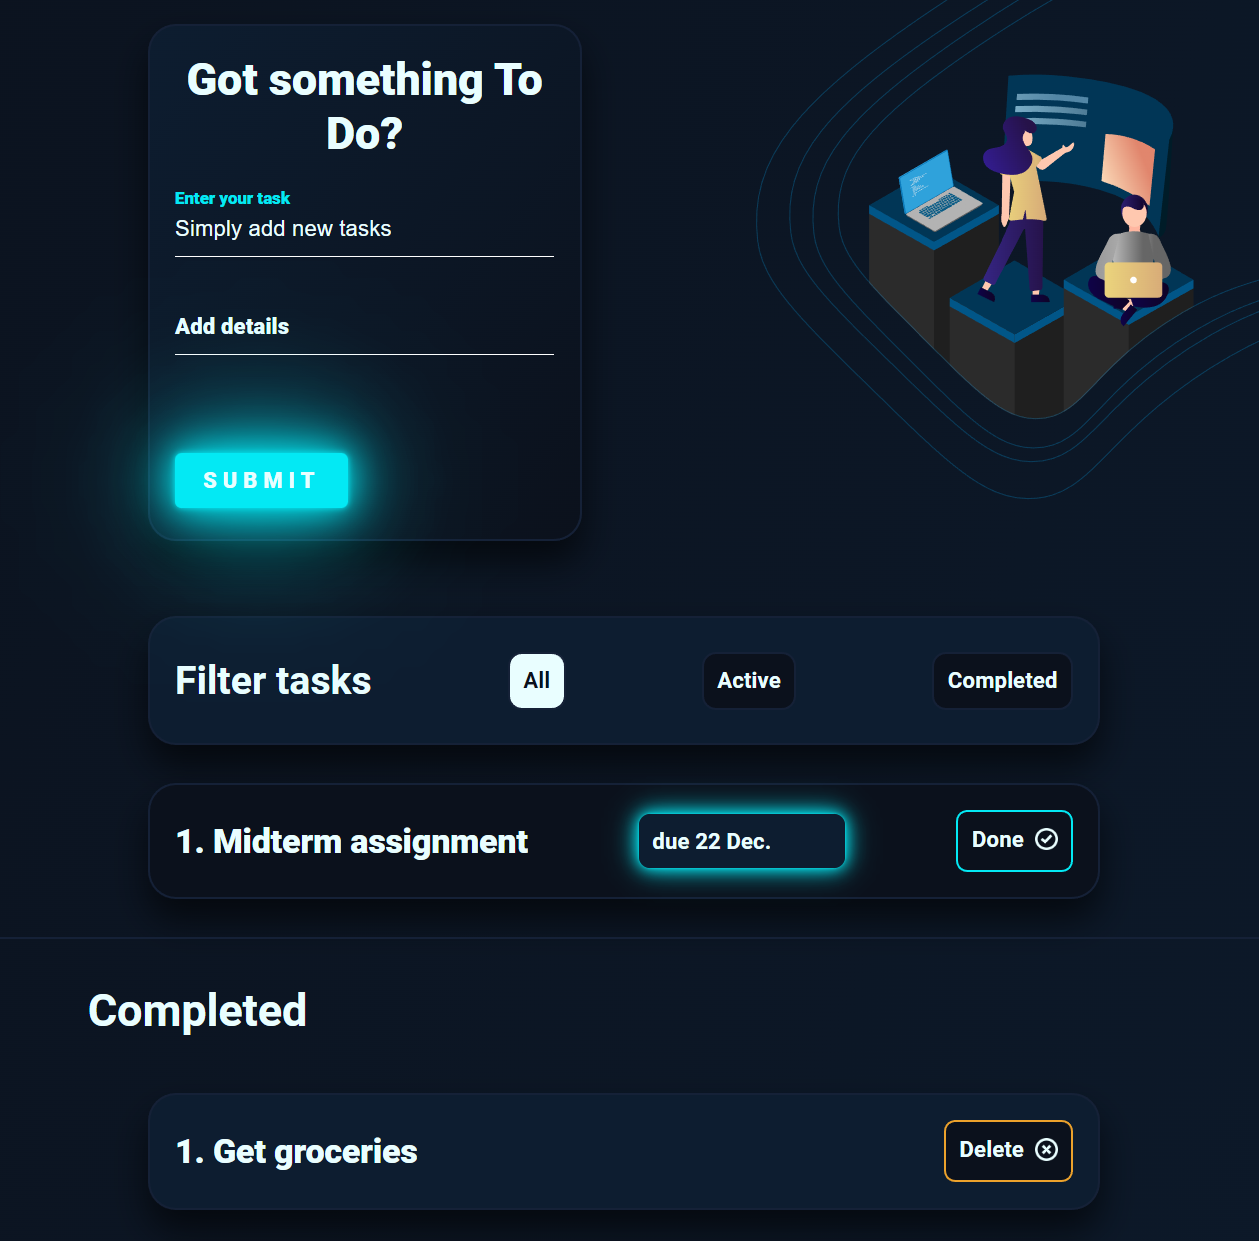 Got something To
Do?
Enter your task
Simply add new tasks
Add details
SUBMIT
Filter tasks
All
Active
Completed
1. Midterm assignment
due 22 Dec.
Done
Completed
1. Get groceries
Delete